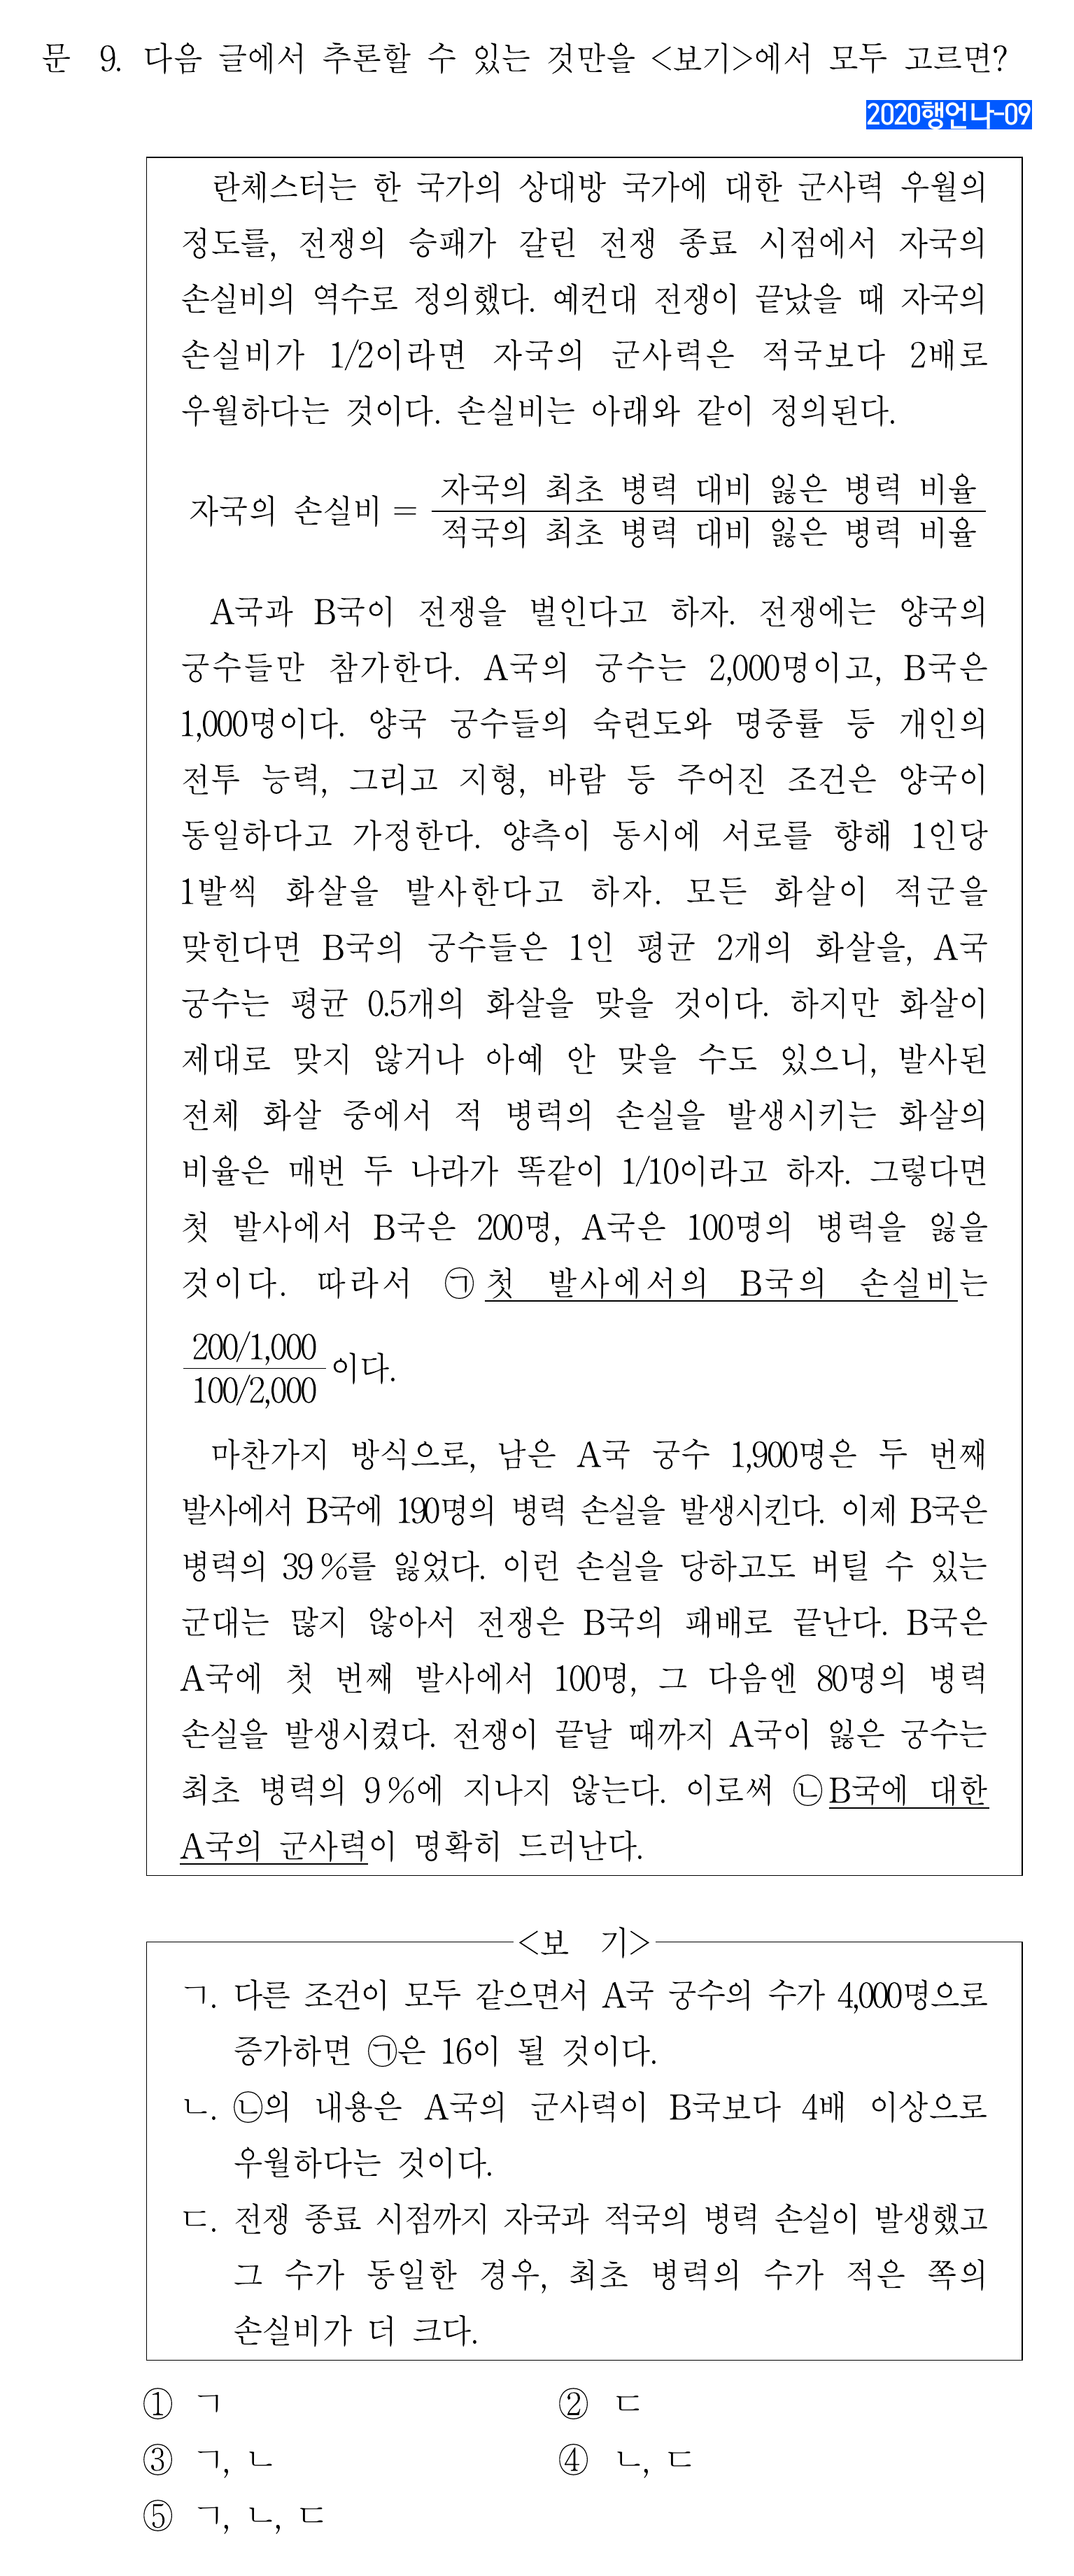 문 9. 다음 글에서 추론할 수 있는 것만을 <보기>에서 모두 고르면?
2020행언나-09
란체스터는 한 국가의 상대방 국가에 대한 군사력 우월의
정도를, 전쟁의 승패가 갈린 전쟁 종료 시점에서 자국의
손실비의 역수로 정의했다. 예컨대 전쟁이 끝났을 때 자국의
손실비가 1/2이라면 자국의 군사력은 적국보다 2배로
우월하다는 것이다. 손실비는 아래와 같이 정의된다.
자국의 손실비 = 자국의 최초 병력 대비 잃은 병력 비율
적국의 최초 병력 대비 잃은 병력 비율
A국과 B국이 전쟁을 벌인다고 하자. 전쟁에는 양국의
궁수들만 참가한다. A국의 궁수는 2,000명이고, B국은
1,000명이다. 양국 궁수들의 숙련도와 명중률 등 개인의
전투 능력, 그리고 지형, 바람 등 주어진 조건은 양국이
동일하다고 가정한다. 양측이 동시에 서로를 향해 1인당
1발씩 화살을 발사한다고 하자. 모든 화살이 적군을
맞힌다면 B국의 궁수들은 1인 평균 2개의 화살을, A국
궁수는 평균 0.5개의 화살을 맞을 것이다. 하지만 화살이
제대로 맞지 않거나 아예 안 맞을 수도 있으니, 발사된
전체 화살 중에서 적 병력의 손실을 발생시키는 화살의
비율은 매번 두 나라가 똑같이 1/10이라고 하자. 그렇다면
첫 발사에서 B국은 200명, A국은 100명의 병력을 잃을
것이다. 따라서 ㉠첫 발사에서의 B국의 손실비는
200/1,000
100/2,000 이다.
마찬가지 방식으로, 남은 A국 궁수 1,900명은 두 번째
발사에서 B국에 190명의 병력 손실을 발생시킨다. 이제 B국은
병력의 39%를 잃었다. 이런 손실을 당하고도 버틸 수 있는
군대는 많지 않아서 전쟁은 B국의 패배로 끝난다. B국은
A국에 첫 번째 발사에서 100명, 그 다음엔 80명의 병력
손실을 발생시켰다. 전쟁이 끝날 때까지 A국이 잃은 궁수는
최초 병력의 9%에 지나지 않는다. 이로써 ㉡B국에 대한
A국의 군사력이 명확히 드러난다.
<보 기>
ㄱ. 다른 조건이 모두 같으면서 A국 궁수의 수가 4,000명으로
증가하면 ㉠은 16이 될 것이다.
ㄴ. ㉡의 내용은 A국의 군사력이 B국보다 4배 이상으로
우월하다는 것이다.
ㄷ. 전쟁 종료 시점까지 자국과 적국의 병력 손실이 발생했고
그 수가 동일한 경우, 최초 병력의 수가 적은 쪽의
손실비가 더 크다.
① ㄱ ② ㄷ
③ ㄱ, ㄴ ④ ㄴ, ㄷ
⑤ ㄱ, ㄴ, ㄷ